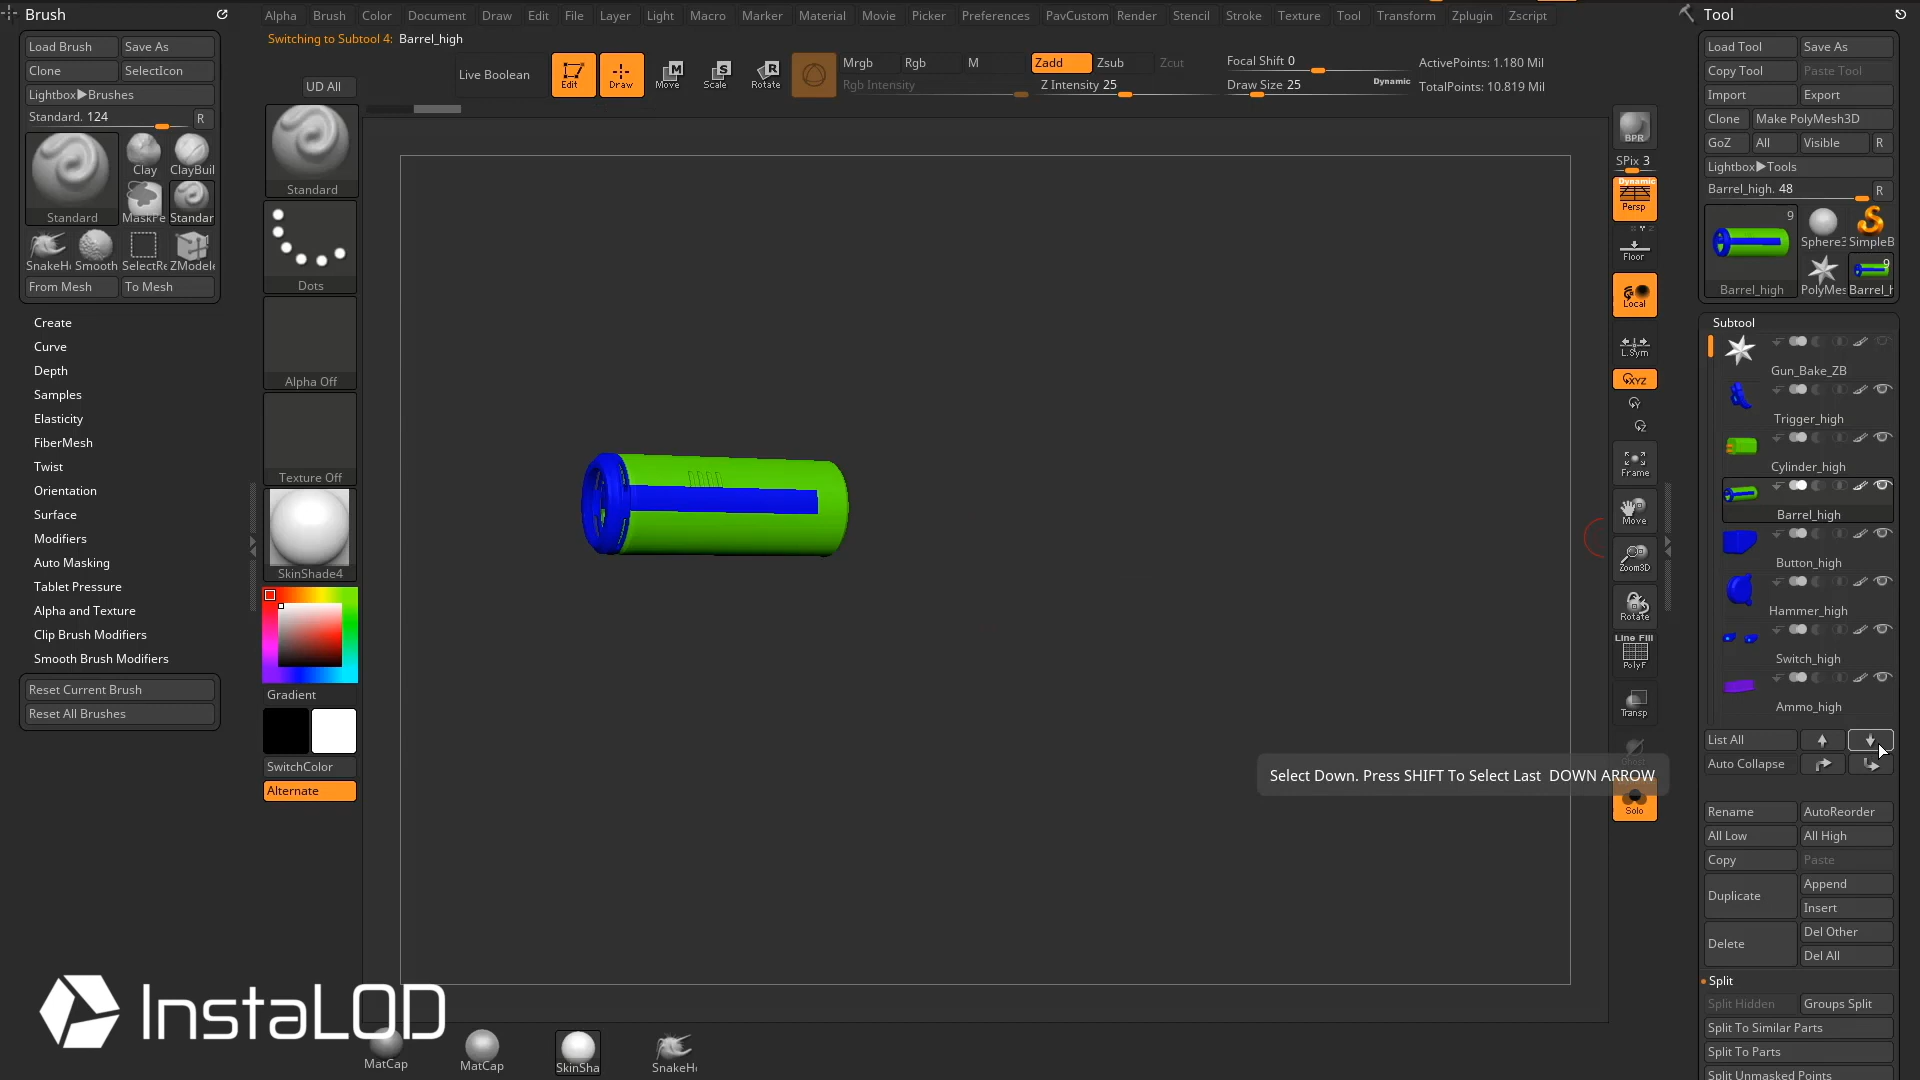 Brush
Alpha Brush Color Document Draw Edit File Layer Light Macro Marker Material Movie Picker Preferences PavCustom Render Stencil Stroke Texture Tool Transform Zplugin Zscript
Tool
Switching to Subtool 4: Barrel_high
Load Brush Save As
Clone SelectIcon
Lightbox▶Brushes
Standard. 124 R
Clay ClayBuil
Standard MaskPe Standar
SnakeH Smooth SelectRe ZModele
From Mesh To Mesh
Create
Curve
Depth
Samples
Elasticity
FiberMesh
Twist
Orientation
Surface
Modifiers
Auto Masking
Tablet Pressure
Alpha and Texture
Clip Brush Modifiers
Smooth Brush Modifiers
Reset Current Brush
Reset All Brushes
UD All
Standard
Dots
Alpha Off
Texture Off
SkinShade4
Gradient
SwitchColor
Alternate
Live Boolean
Edit Draw Move Scale Rotate
Mrgb Rgb M
Rgb Intensity
Zadd Zsub Zcut
Z Intensity 25
Focal Shift 0
Draw Size 25 Dynamic
ActivePoints: 1.180 Mil
TotalPoints: 10.819 Mil
BPR
SPix 3
Dynamic
Persp
Floor
Local
L.Sym
XYZ
Frame
Move
Zoom3D
Rotate
Line Fill
PolyF
Transp
Solo
Select Down. Press SHIFT To Select Last DOWN ARROW
Load Tool Save As
Copy Tool Paste Tool
Import Export
Clone Make PolyMesh3D
GoZ All Visible R
Lightbox▶Tools
Barrel_high. 48 R
9
Sphere3 SimpleB
9
Barrel_high PolyMes Barrel_h
Subtool
Gun_Bake_ZB
Trigger_high
Cylinder_high
Barrel_high
Button_high
Hammer_high
Switch_high
Ammo_high
List All
Auto Collapse
Rename AutoReorder
All Low All High
Copy Paste
Duplicate Append
Insert
Delete Del Other
Del All
Split
Split Hidden Groups Split
Split To Similar Parts
Split To Parts
Split Unmasked Points
InstaLOD
MatCap MatCap SkinSha SnakeH